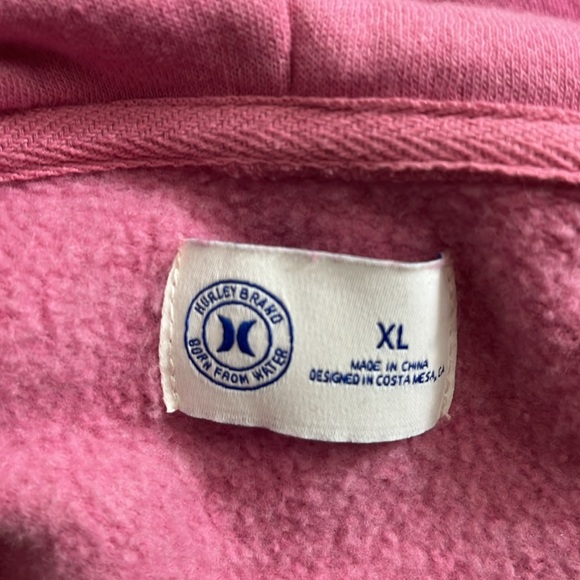 HURLEY BRAND
BORN FROM WATER
XL
MADE IN CHINA
DESIGNED IN COSTA MESA, CA